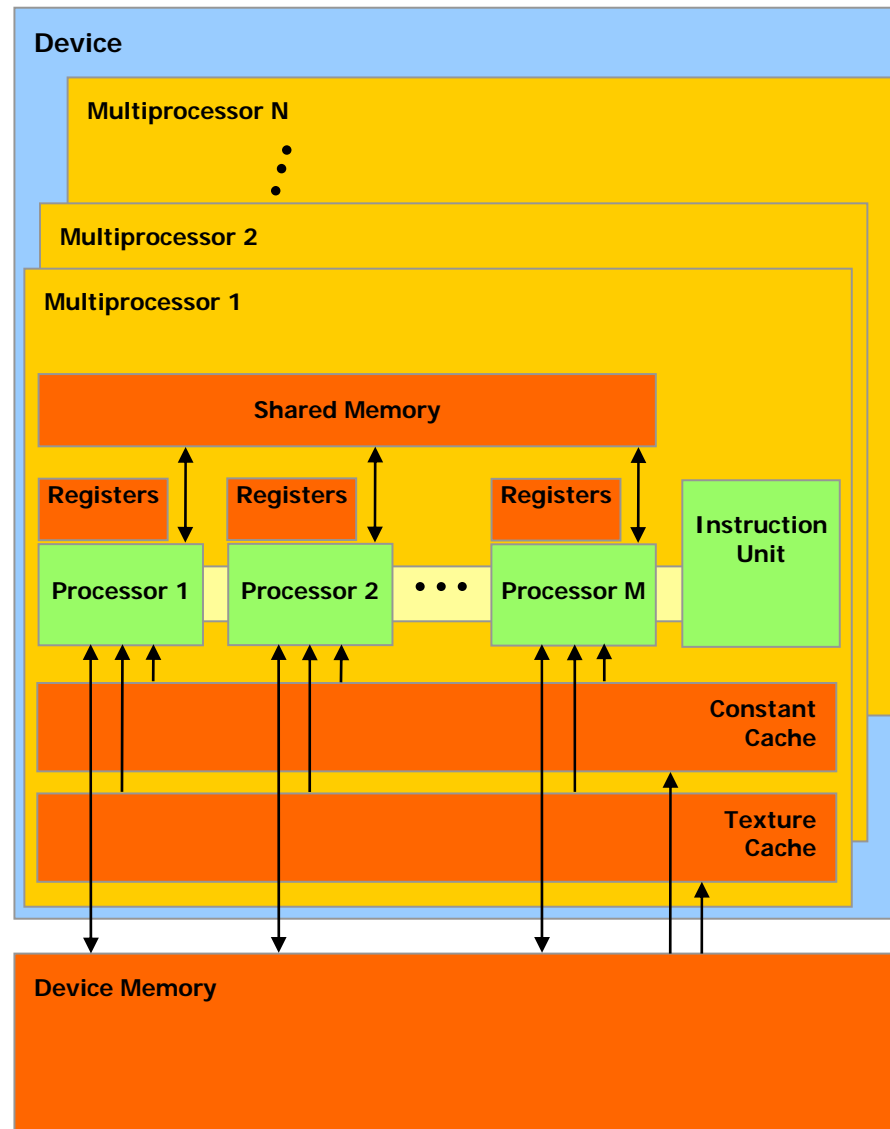 Device
Multiprocessor N
Multiprocessor 2
Multiprocessor 1
Shared Memory
Registers
Registers
Registers
Instruction
Unit
Processor 1
Processor 2
Processor M
Constant
Cache
Texture
Cache
Device Memory